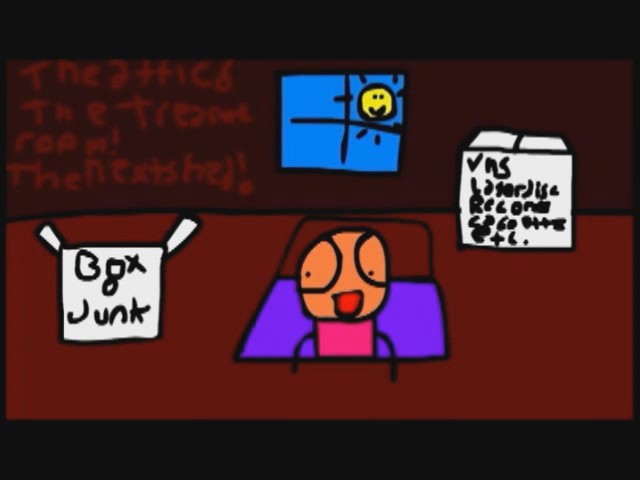 The attic &
The treasure
room!
The next shed!
Box
Junk
VHS
Laserdisc
Records
Cassette
Etc.